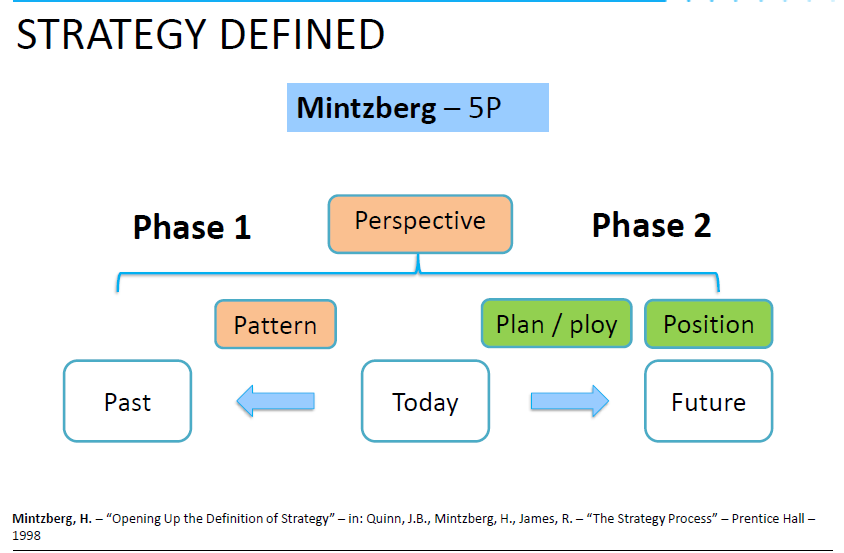 STRATEGY DEFINED
Mintzberg – 5P
Phase 1
Perspective
Phase 2
Pattern
Plan / ploy
Position
Past
Today
Future
Mintzberg, H. – “Opening Up the Definition of Strategy” – in: Quinn, J.B., Mintzberg, H., James, R. – “The Strategy Process” – Prentice Hall –
1998